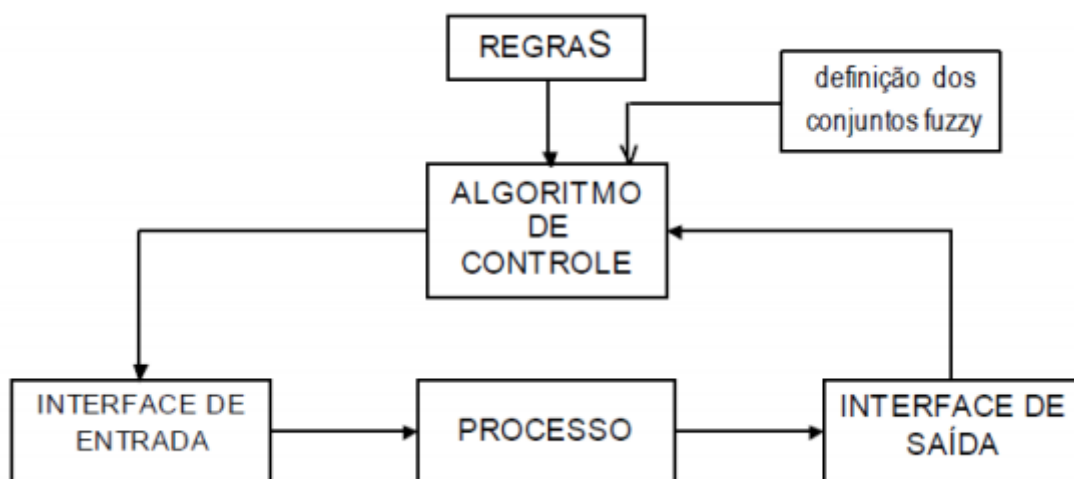 REGRAS
definição dos
conjuntos fuzzy
ALGORITMO
DE
CONTROLE
INTERFACE DE
ENTRADA
PROCESSO
INTERFACE DE
SAÍDA